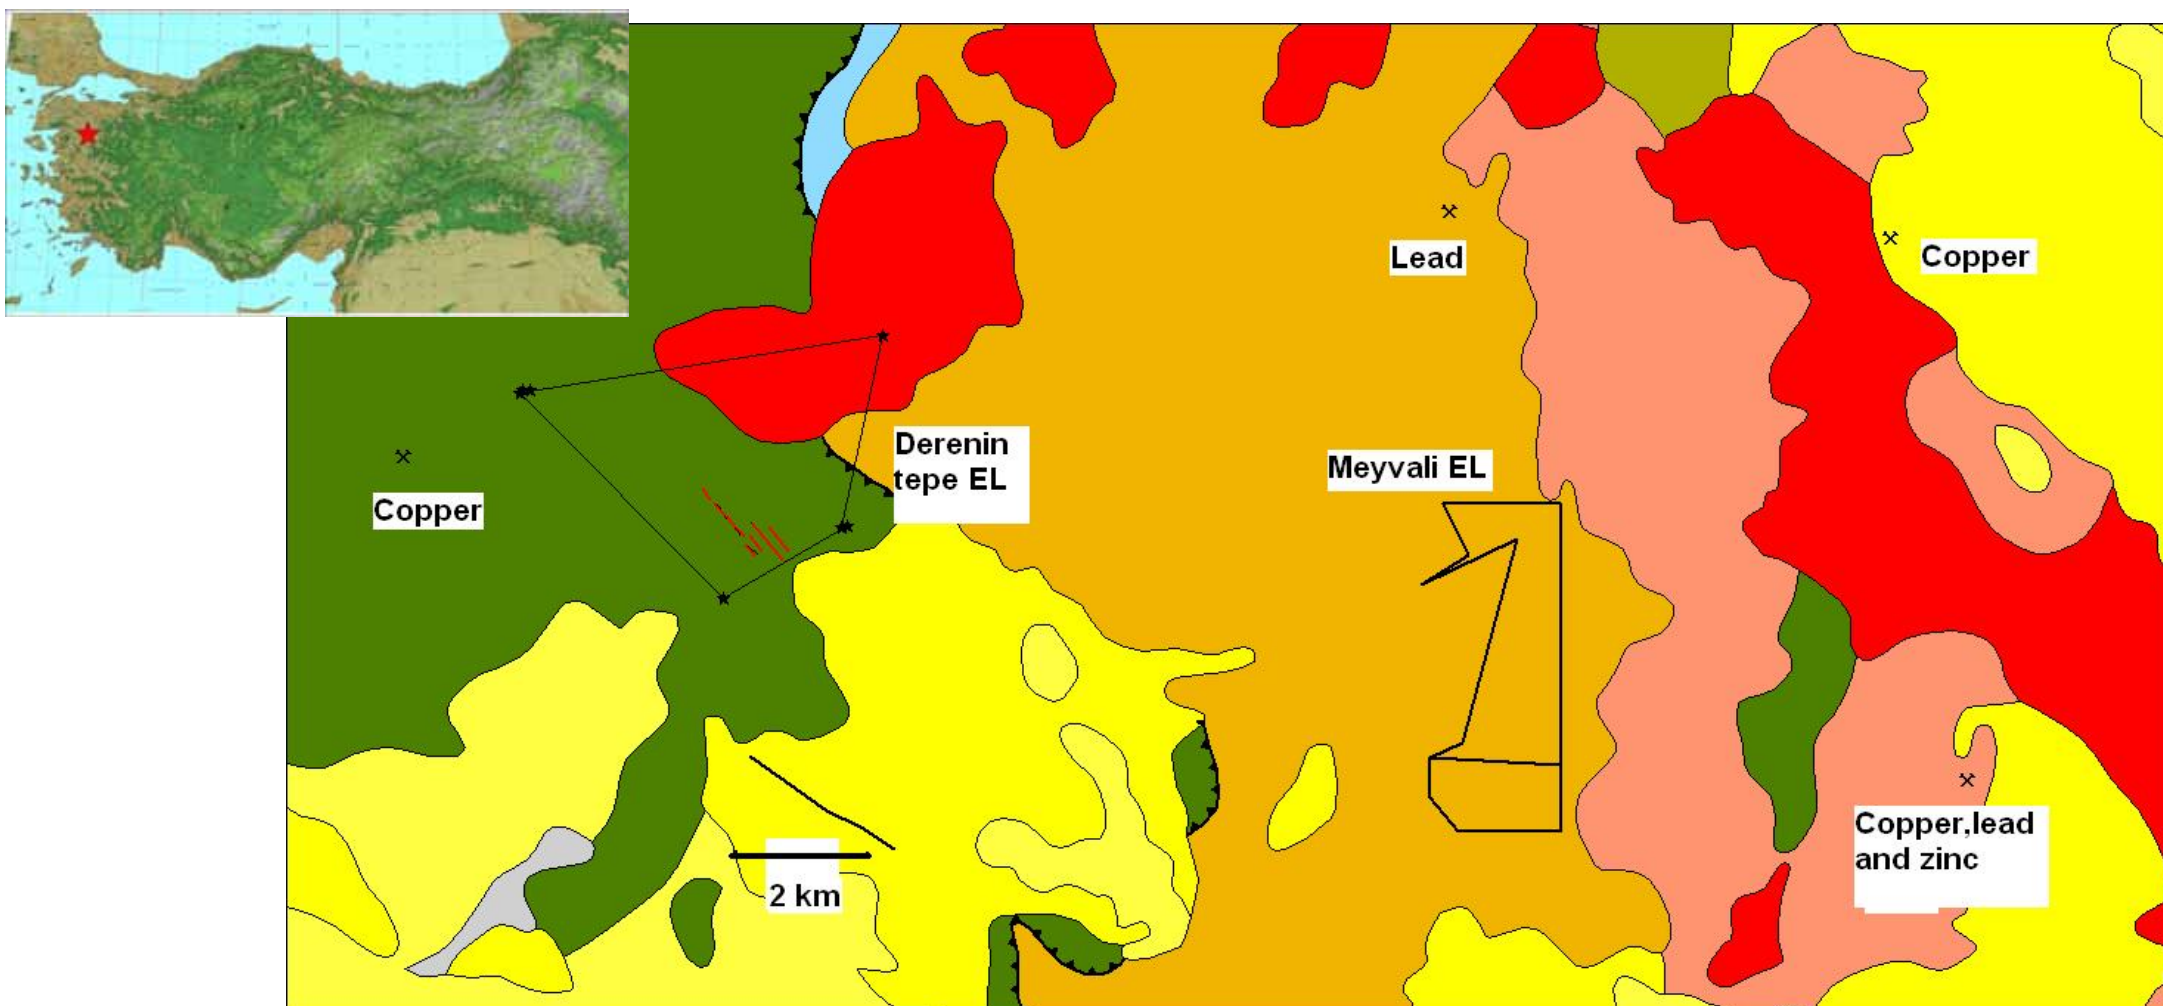 Lead
Copper
Derenin
tepe EL
Meyvali EL
Copper
Copper,lead
and zinc
2 km